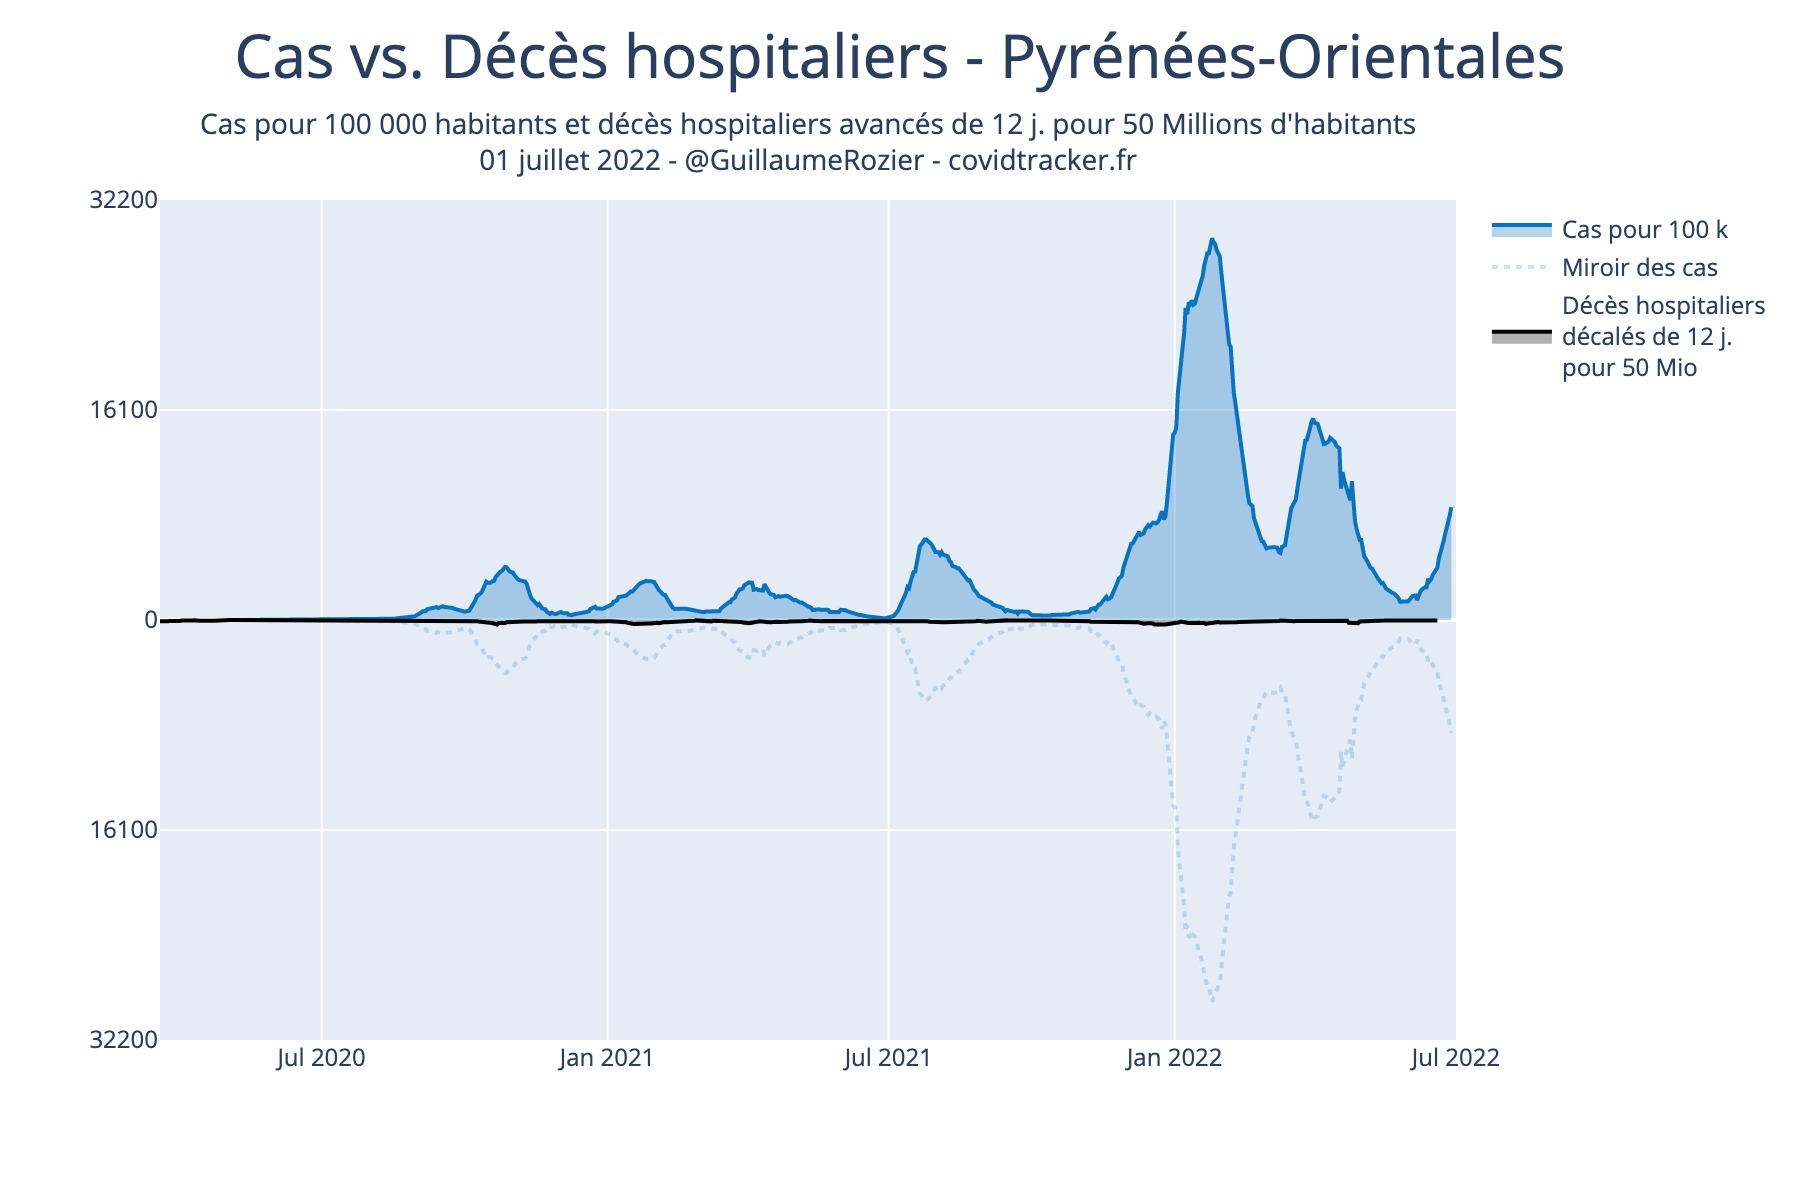 Cas vs. Décès hospitaliers - Pyrénées-Orientales
Cas pour 100 000 habitants et décès hospitaliers avancés de 12 j. pour 50 Millions d'habitants
01 juillet 2022 - @GuillaumeRozier - covidtracker.fr
32200
16100
0
16100
32200
Jul 2020
Jan 2021
Jul 2021
Jan 2022
Jul 2022
Cas pour 100 k
Miroir des cas
Décès hospitaliers
décalés de 12 j.
pour 50 Mio